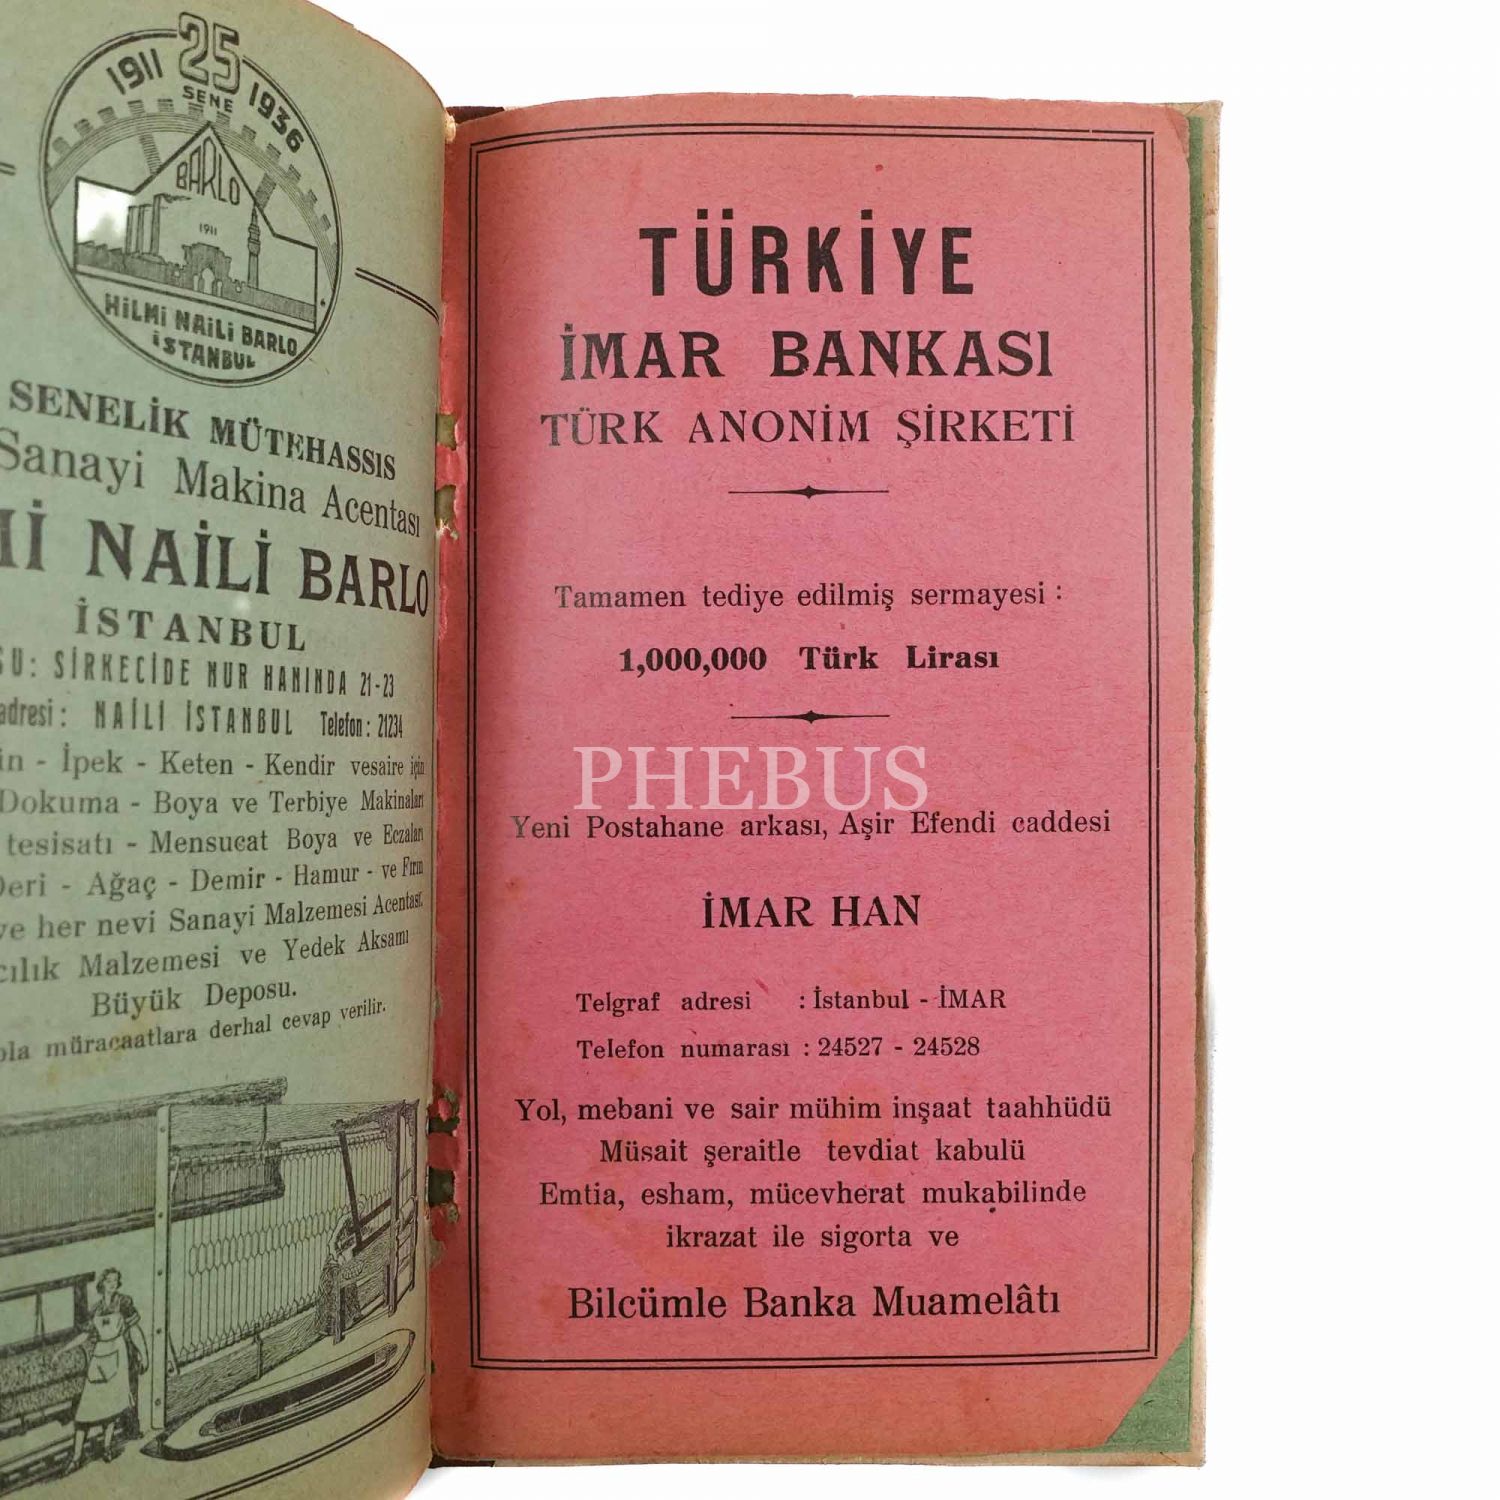 1911 25 1936
SENE
BARLO
1911
HİLMİ NAİLİ BARLO
İSTANBUL
SENELİK MÜTEHASSIS
Sanayi Makina Acentası
Mİ NAİLİ BARLO
İSTANBUL
SU: SİRKECİDE NUR HANINDA 21-23
adresi: NAİLİ İSTANBUL Telefon: 21234
in - İpek - Keten - Kendir vesaire için
Dokuma - Boya ve Terbiye Makinaları
tesisatı - Mensucat Boya ve Eczaları
Deri - Ağaç - Demir - Hamur - ve Fırın
ve her nevi Sanayi Malzemesi Acentası.
cılık Malzemesi ve Yedek Aksamı
Büyük Deposu.
pla müracaatlara derhal cevap verilir.
TÜRKİYE
İMAR BANKASI
TÜRK ANONİM ŞİRKETİ
Tamamen tediye edilmiş sermayesi :
1,000,000 Türk Lirası
PHEBUS
Yeni Postahane arkası, Aşir Efendi caddesi
İMAR HAN
Telgraf adresi : İstanbul - İMAR
Telefon numarası : 24527 - 24528
Yol, mebani ve sair mühim inşaat taahhüdü
Müsait şeraitle tevdiat kabulü
Emtia, esham, mücevherat mukabilinde
ikrazat ile sigorta ve
Bilcümle Banka Muamelâtı